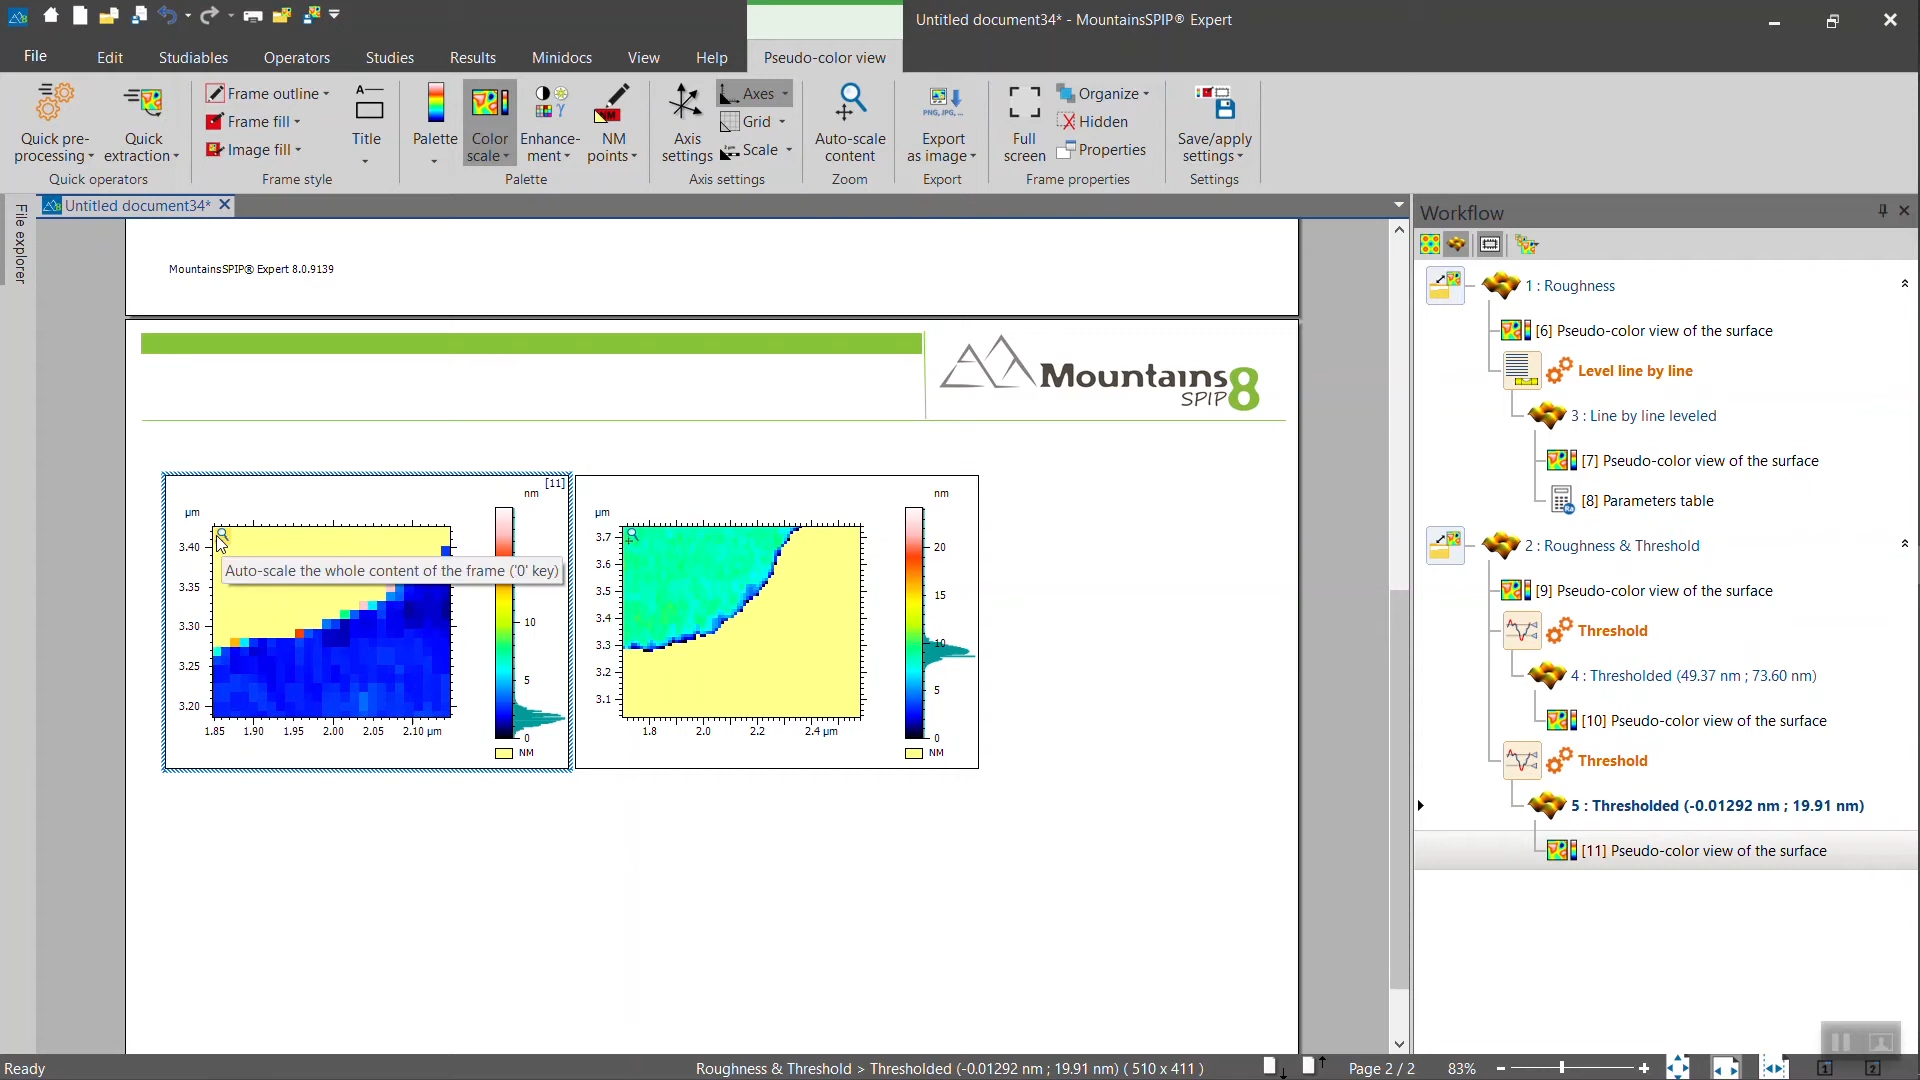 Untitled document34* - MountainsSPIP® Expert
File
Edit
Studiables
Operators
Studies
Results
Minidocs
View
Help
Pseudo-color view
Quick pre-
processing
Quick
extraction
Quick operators
Frame outline
Frame fill
Image fill
Title
Frame style
Palette
Color
scale
Enhance-
ment
NM
points
Palette
Axis
settings
Axes
Grid
Scale
Axis settings
Auto-scale
content
Zoom
PNG, JPG, ...
Export
as image
Export
Full
screen
Organize
Hidden
Properties
Frame properties
Save/apply
settings
Settings
File explorer
Untitled document34*
MountainsSPIP® Expert 8.0.9139
Mountains8
SPIP
[11]
nm
µm
3.40
3.35
3.30
3.25
3.20
1.85
1.90
1.95
2.00
2.05
2.10 µm
10
5
0
NM
Auto-scale the whole content of the frame ('0' key)
nm
µm
3.7
3.6
3.5
3.4
3.3
3.2
3.1
1.8
2.0
2.2
2.4 µm
20
15
10
5
0
NM
Workflow
1 : Roughness
[6] Pseudo-color view of the surface
Level line by line
3 : Line by line leveled
[7] Pseudo-color view of the surface
[8] Parameters table
2 : Roughness & Threshold
[9] Pseudo-color view of the surface
Threshold
4 : Thresholded (49.37 nm ; 73.60 nm)
[10] Pseudo-color view of the surface
Threshold
5 : Thresholded (-0.01292 nm ; 19.91 nm)
[11] Pseudo-color view of the surface
Ready
Roughness & Threshold > Thresholded (-0.01292 nm ; 19.91 nm) ( 510 x 411 )
Page 2 / 2
83%
1
2